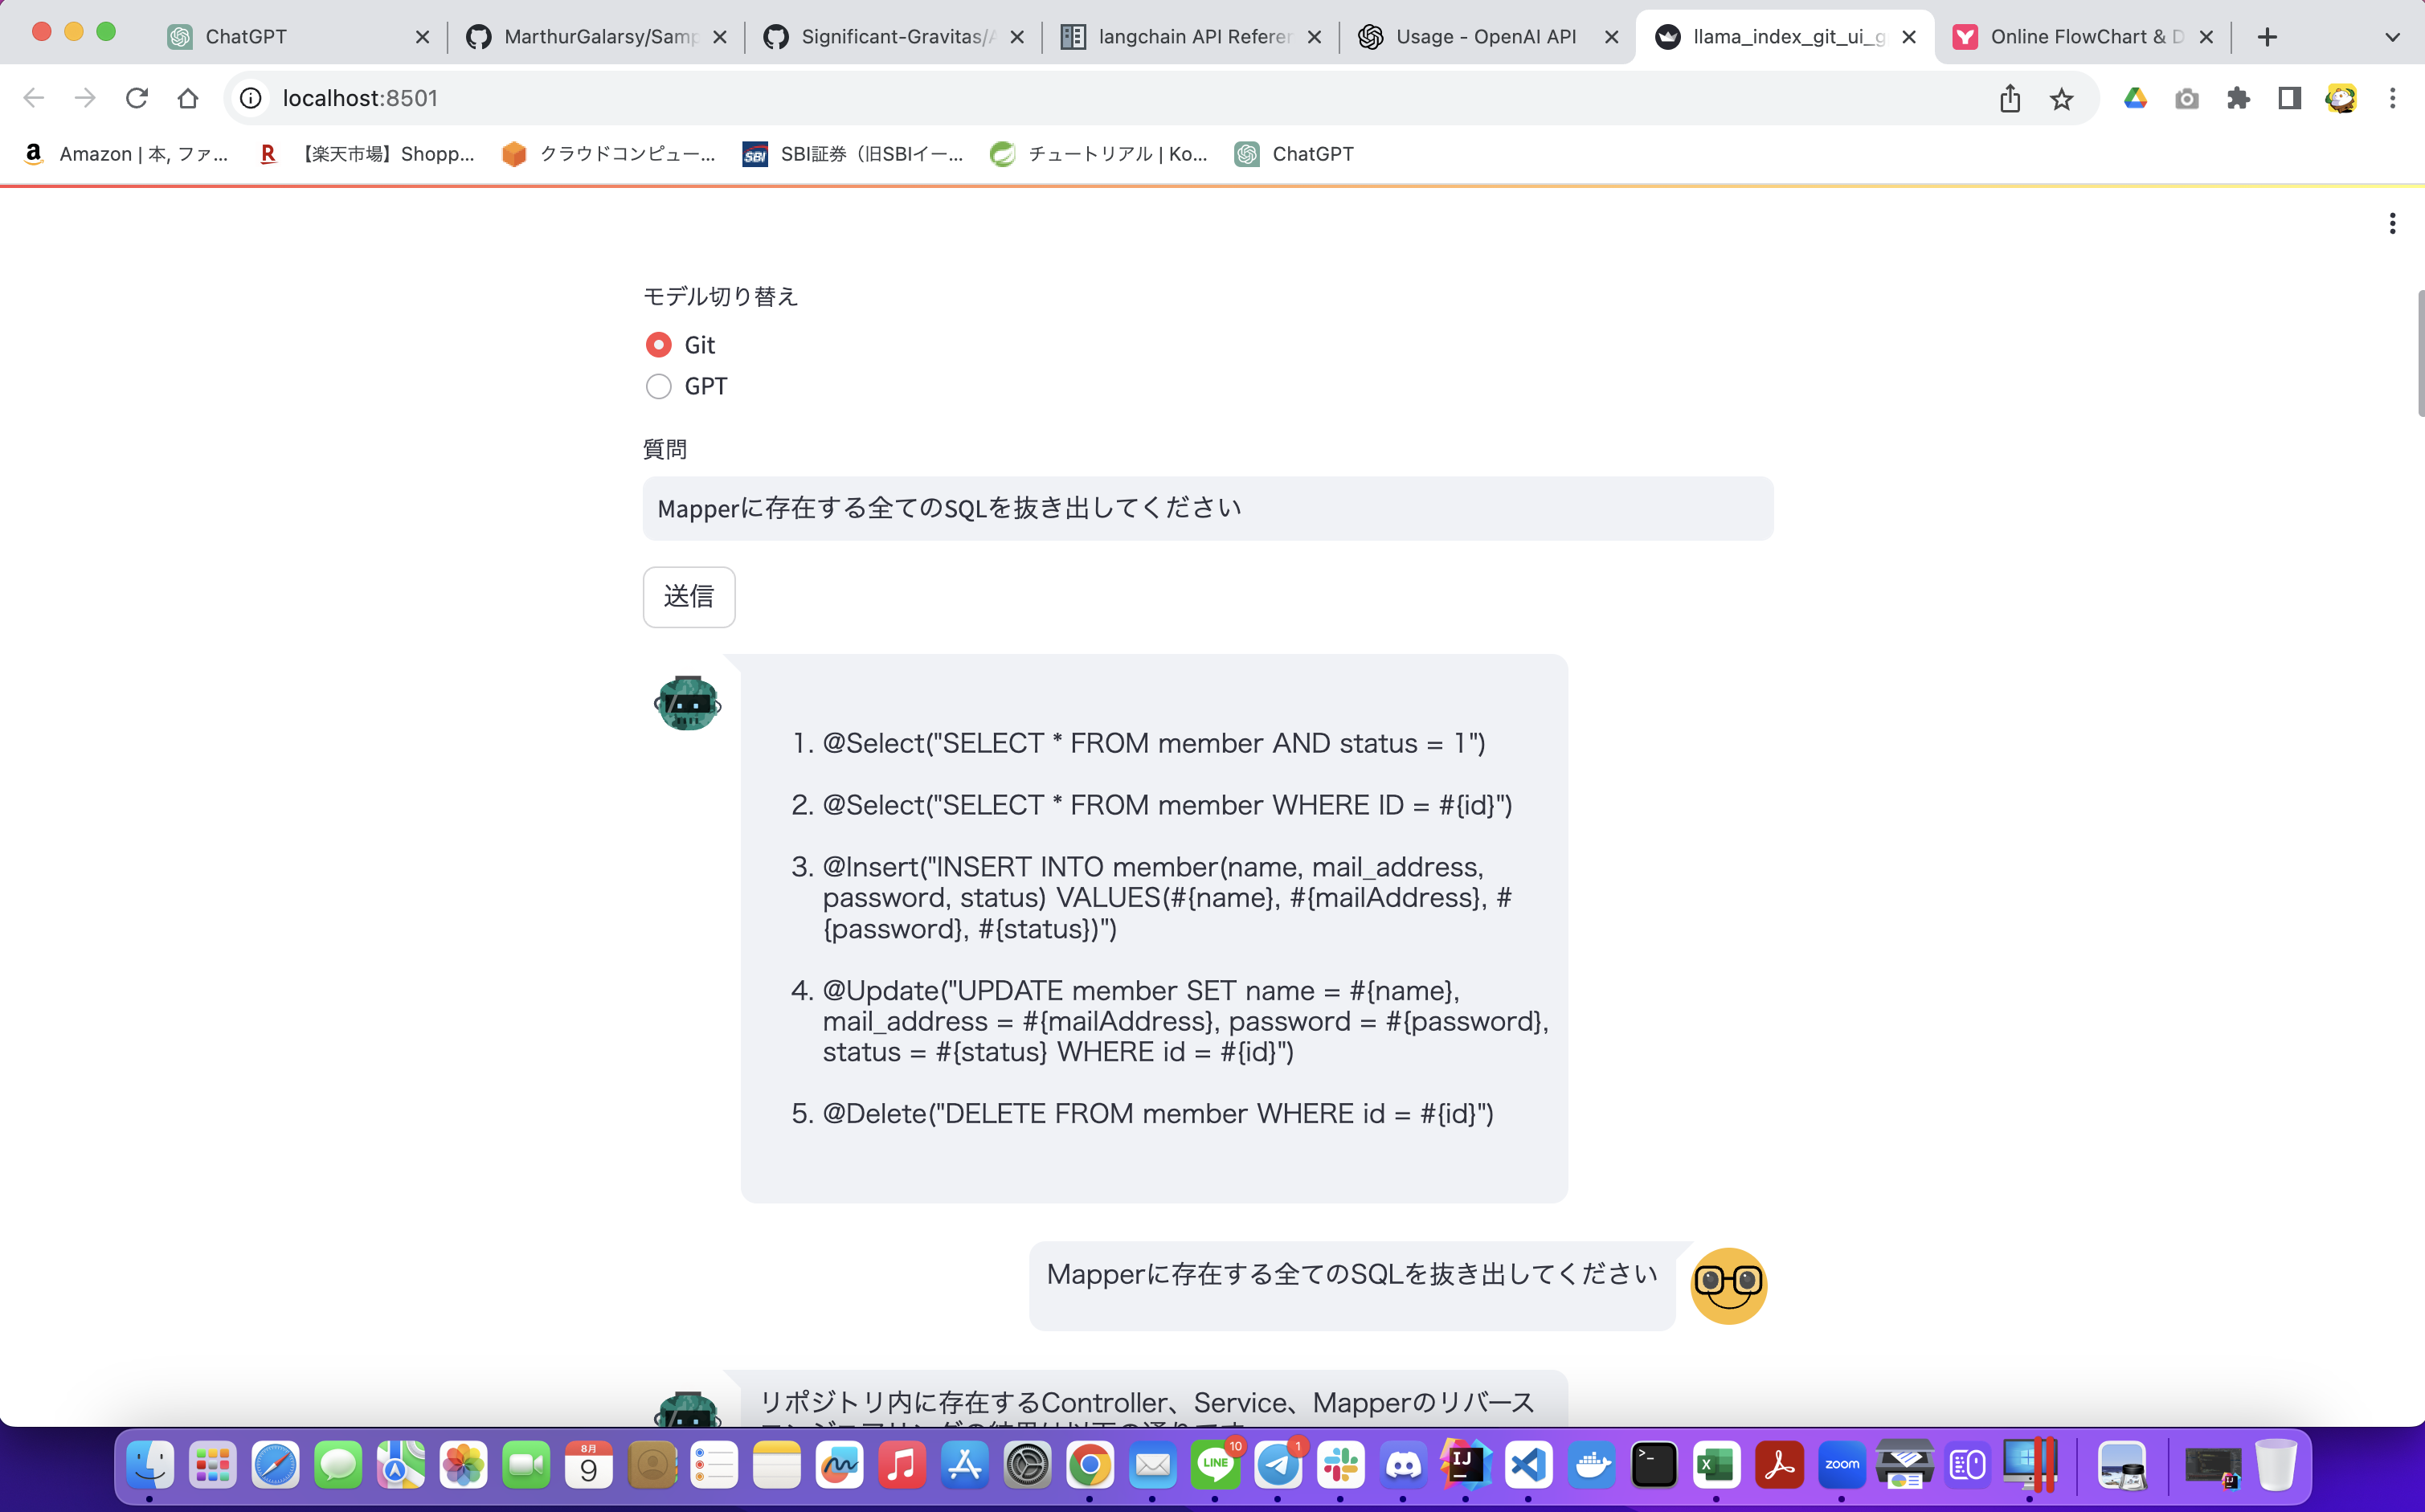 ChatGPT
MarthurGalarsy/Samp
Significant-Gravitas/A
langchain API Referen
Usage - OpenAI API
llama_index_git_ui_g
Online FlowChart & D
localhost:8501
Amazon | 本, ファ...
【楽天市場】Shopp...
クラウドコンピュー...
SBI証券（旧SBIイー...
チュートリアル | Ko...
ChatGPT
モデル切り替え
Git
GPT
質問
Mapperに存在する全てのSQLを抜き出してください
送信
1. @Select("SELECT * FROM member AND status = 1")
2. @Select("SELECT * FROM member WHERE ID = #{id}")
3. @Insert("INSERT INTO member(name, mail_address,
password, status) VALUES(#{name}, #{mailAddress}, #
{password}, #{status})")
4. @Update("UPDATE member SET name = #{name},
mail_address = #{mailAddress}, password = #{password},
status = #{status} WHERE id = #{id}")
5. @Delete("DELETE FROM member WHERE id = #{id}")
Mapperに存在する全てのSQLを抜き出してください
リポジトリ内に存在するController、Service、Mapperのリバース
8月
9
LINE
10
1
IJ
zoom